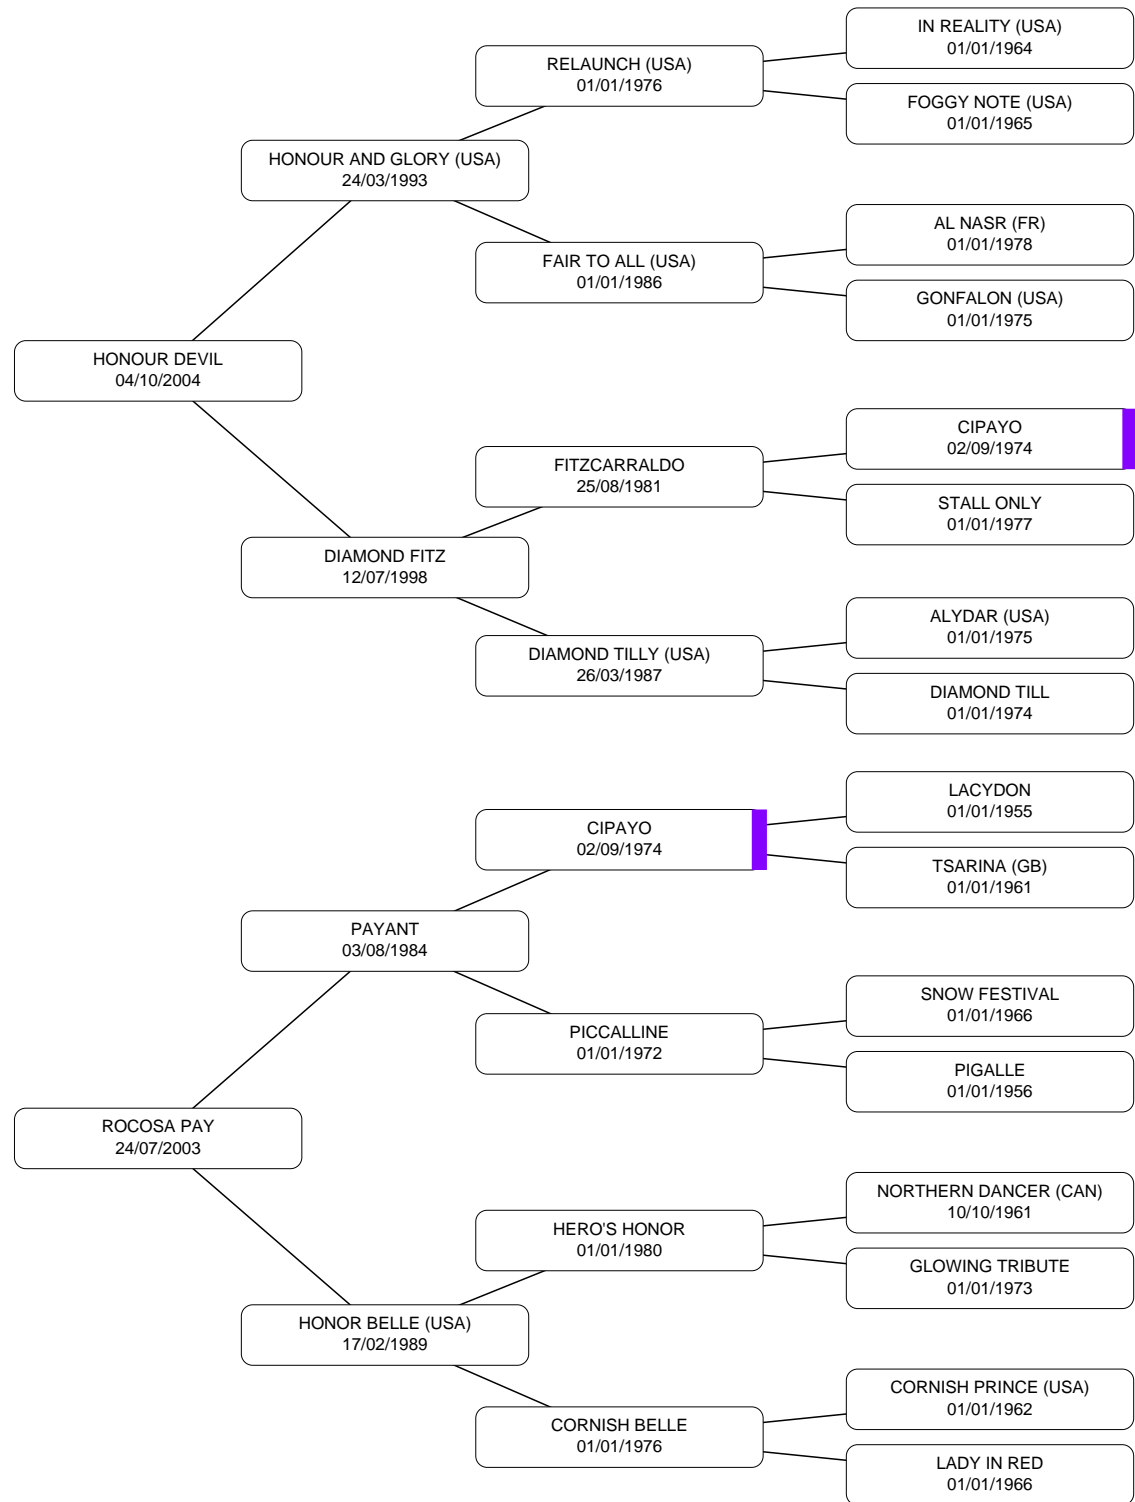 IN REALITY (USA)
01/01/1964
RELAUNCH (USA)
01/01/1976
FOGGY NOTE (USA)
01/01/1965
HONOUR AND GLORY (USA)
24/03/1993
AL NASR (FR)
01/01/1978
FAIR TO ALL (USA)
01/01/1986
GONFALON (USA)
01/01/1975
HONOUR DEVIL
04/10/2004
CIPAYO
02/09/1974
FITZCARRALDO
25/08/1981
STALL ONLY
01/01/1977
DIAMOND FITZ
12/07/1998
ALYDAR (USA)
01/01/1975
DIAMOND TILLY (USA)
26/03/1987
DIAMOND TILL
01/01/1974
LACYDON
01/01/1955
CIPAYO
02/09/1974
TSARINA (GB)
01/01/1961
PAYANT
03/08/1984
SNOW FESTIVAL
01/01/1966
PICCALLINE
01/01/1972
PIGALLE
01/01/1956
ROCOSA PAY
24/07/2003
NORTHERN DANCER (CAN)
10/10/1961
HERO'S HONOR
01/01/1980
GLOWING TRIBUTE
01/01/1973
HONOR BELLE (USA)
17/02/1989
CORNISH PRINCE (USA)
01/01/1962
CORNISH BELLE
01/01/1976
LADY IN RED
01/01/1966